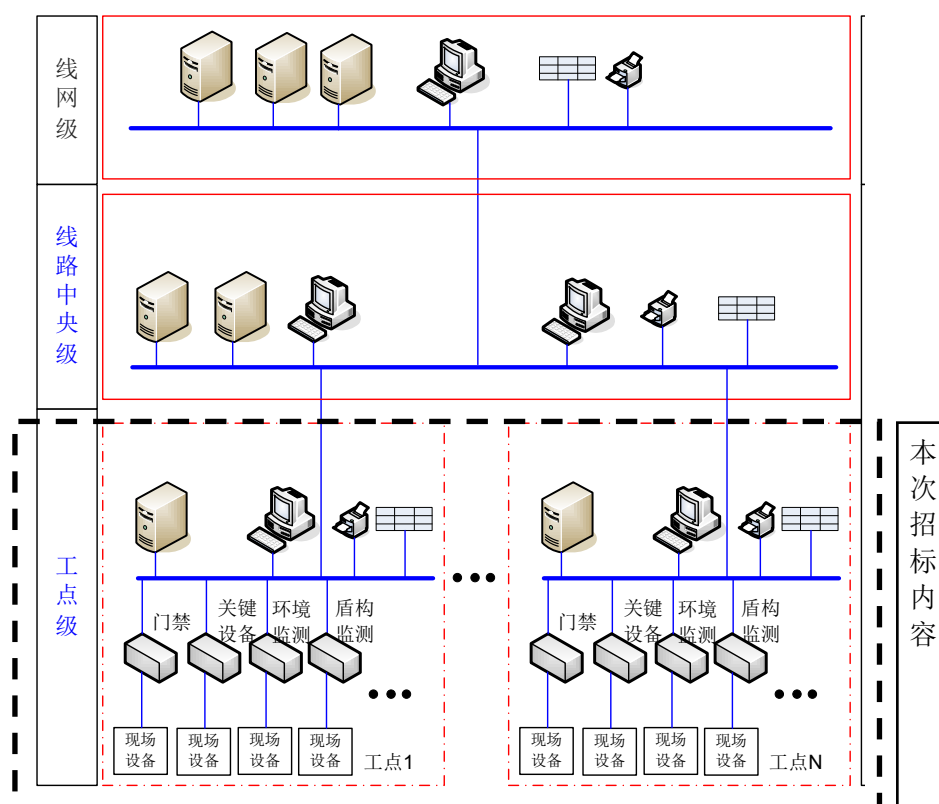 线网级
线路中央级
工点级
本次招标内容
门禁
关键设备
环境监测
盾构监测
门禁
关键设备
环境监测
盾构监测
现场设备
现场设备
现场设备
现场设备
工点1
现场设备
现场设备
现场设备
现场设备
工点N